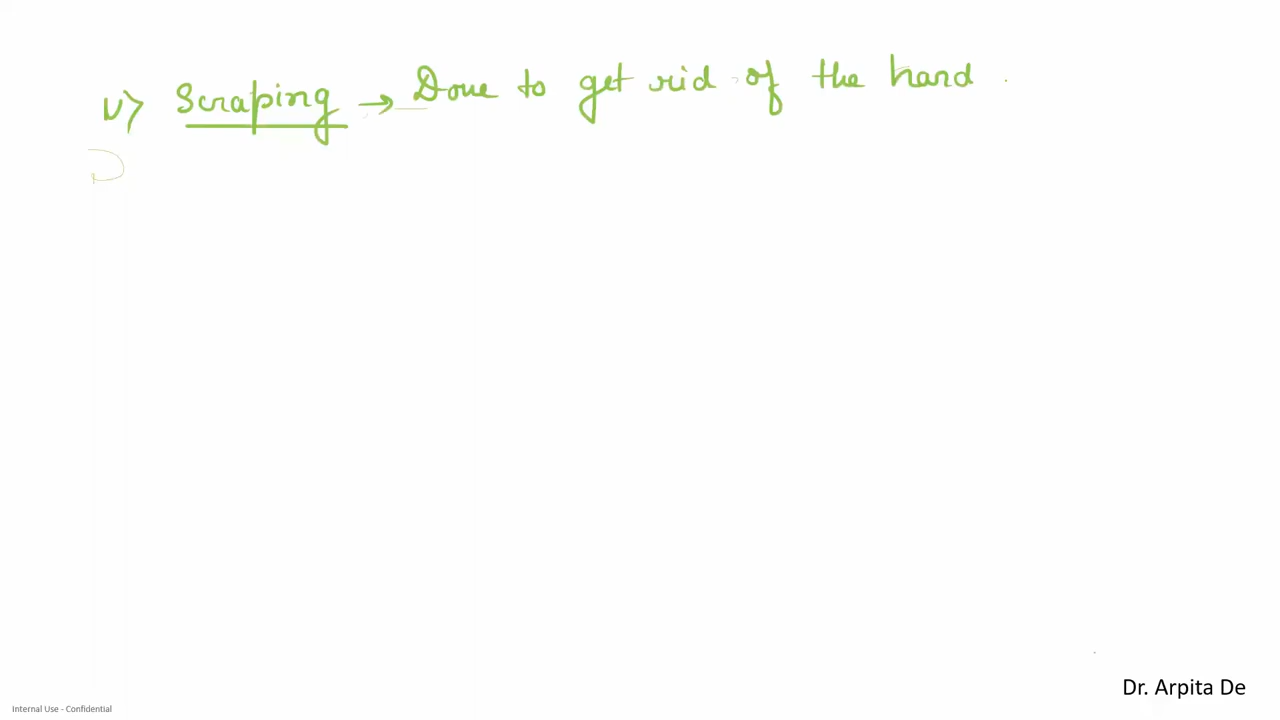 v> Scraping → Done to get rid of the hard
Dr. Arpita De
Internal Use - Confidential